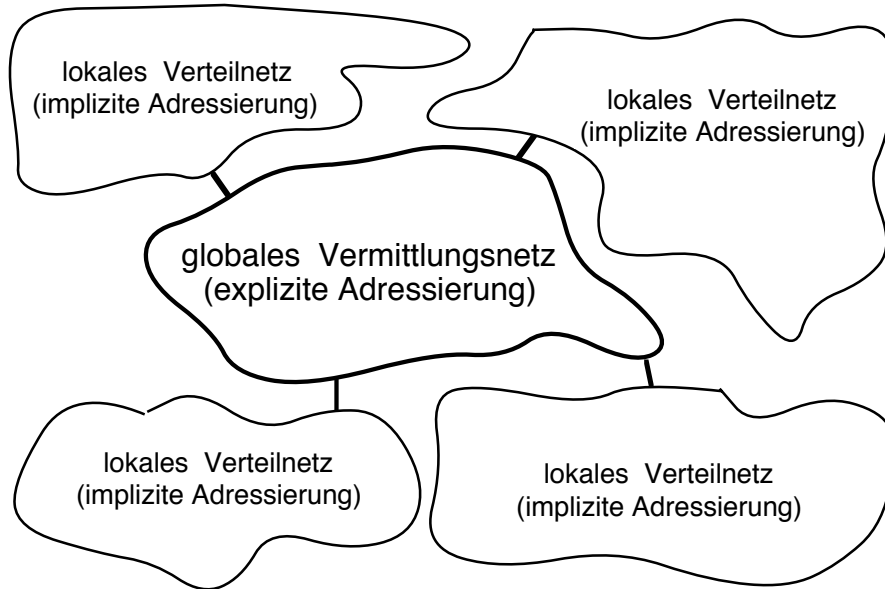 lokales Verteilnetz
(implizite Adressierung)
lokales Verteilnetz
(implizite Adressierung)
globales Vermittlungsnetz
(explizite Adressierung)
lokales Verteilnetz
(implizite Adressierung)
lokales Verteilnetz
(implizite Adressierung)